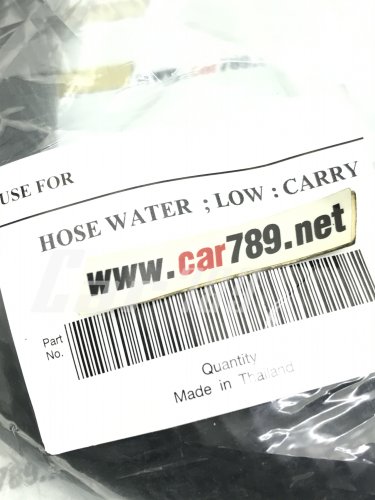 USE FOR
HOSE WATER ; LOW : CARRY
www.car789.net
Part No.
Quantity
Made in Thailand